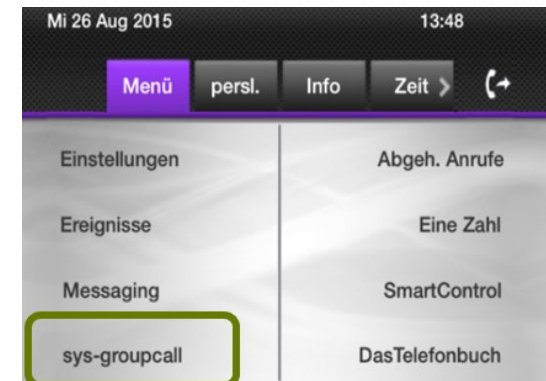 Mi 26 Aug 2015 13:48
Menü persl. Info Zeit
Einstellungen Abgeh. Anrufe
Ereignisse Eine Zahl
Messaging SmartControl
sys-groupcall DasTelefonbuch